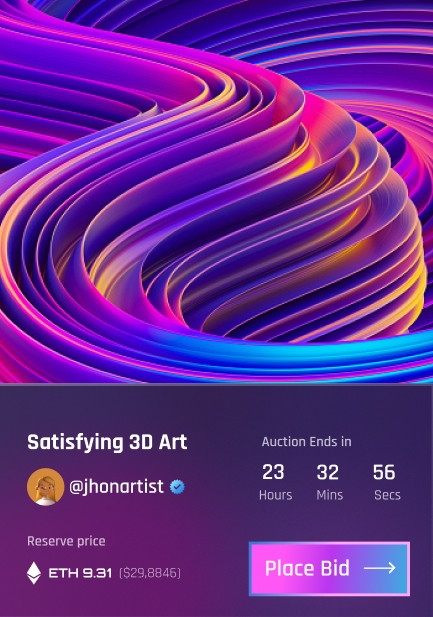 Satisfying 3D Art
@jhonartist
Reserve price
ETH 9.31 ($29,8846)
Auction Ends in
23 32 56
Hours Mins Secs
Place Bid